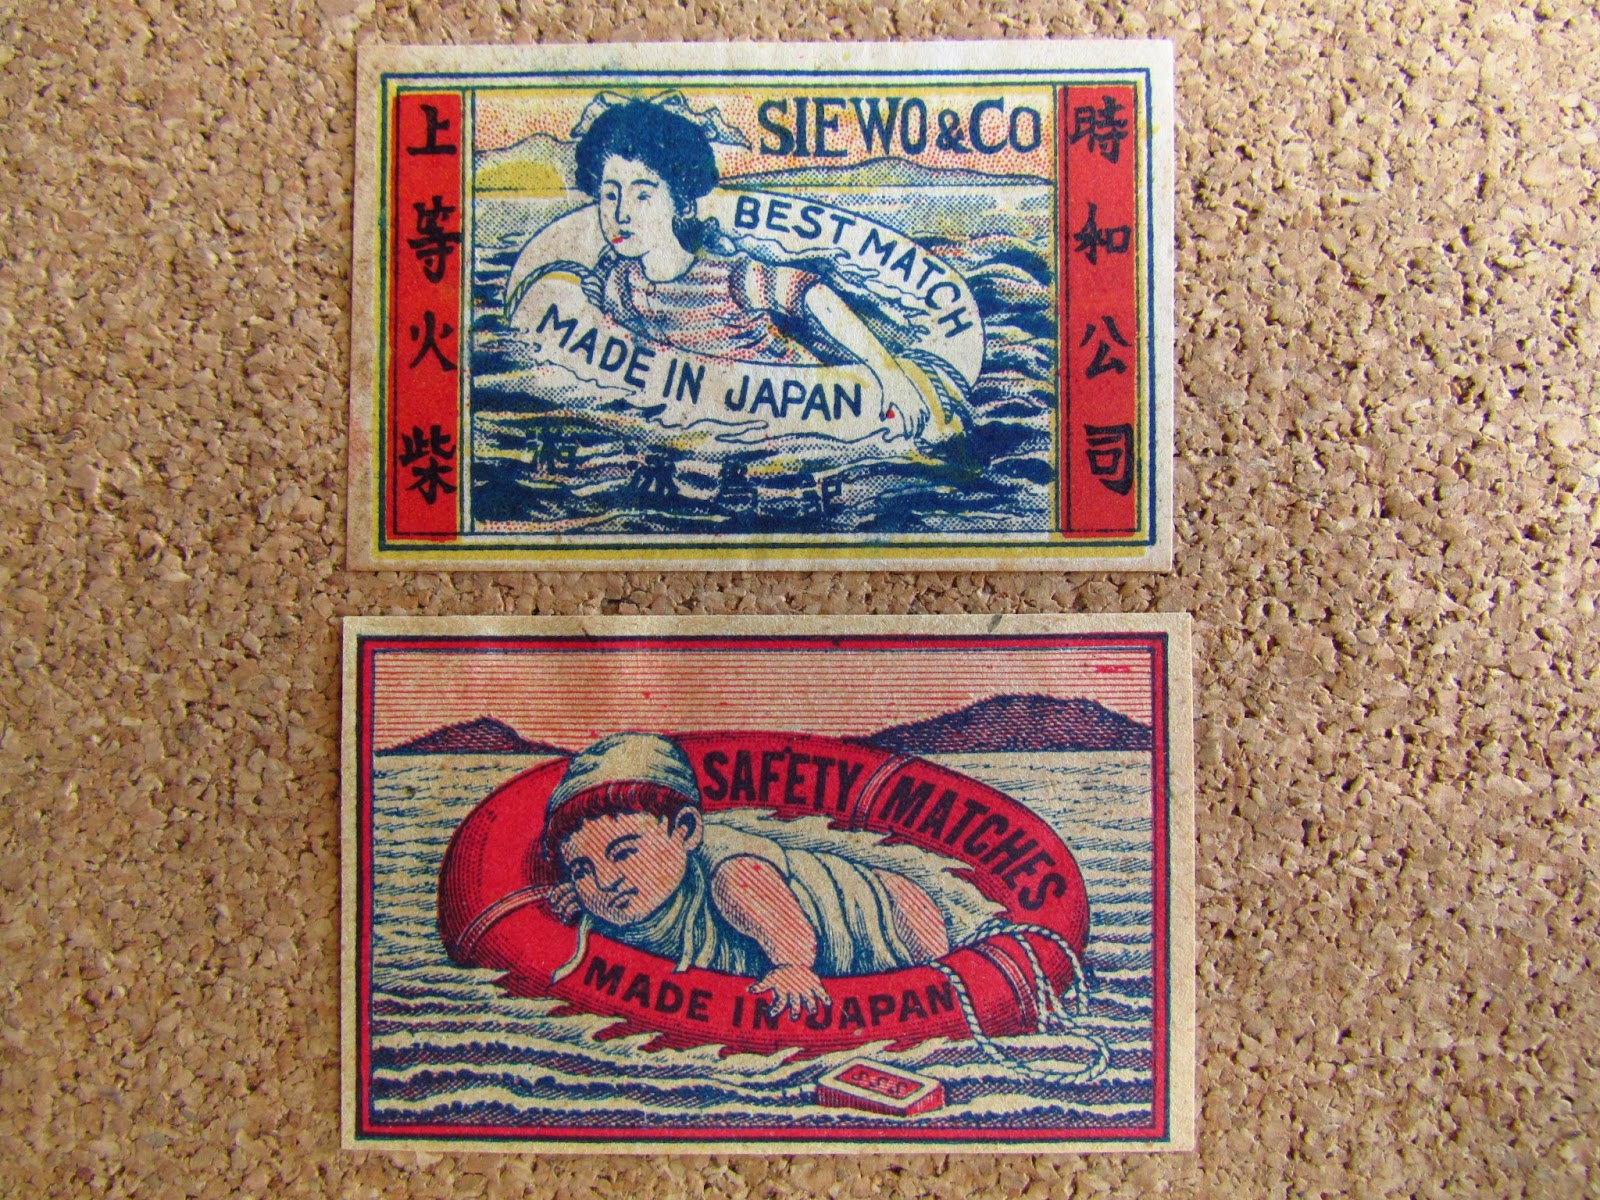 SIEWO & CO
時和公司
上等火柴
BEST MATCH
MADE IN JAPAN
SAFETY MATCHES
MADE IN JAPAN